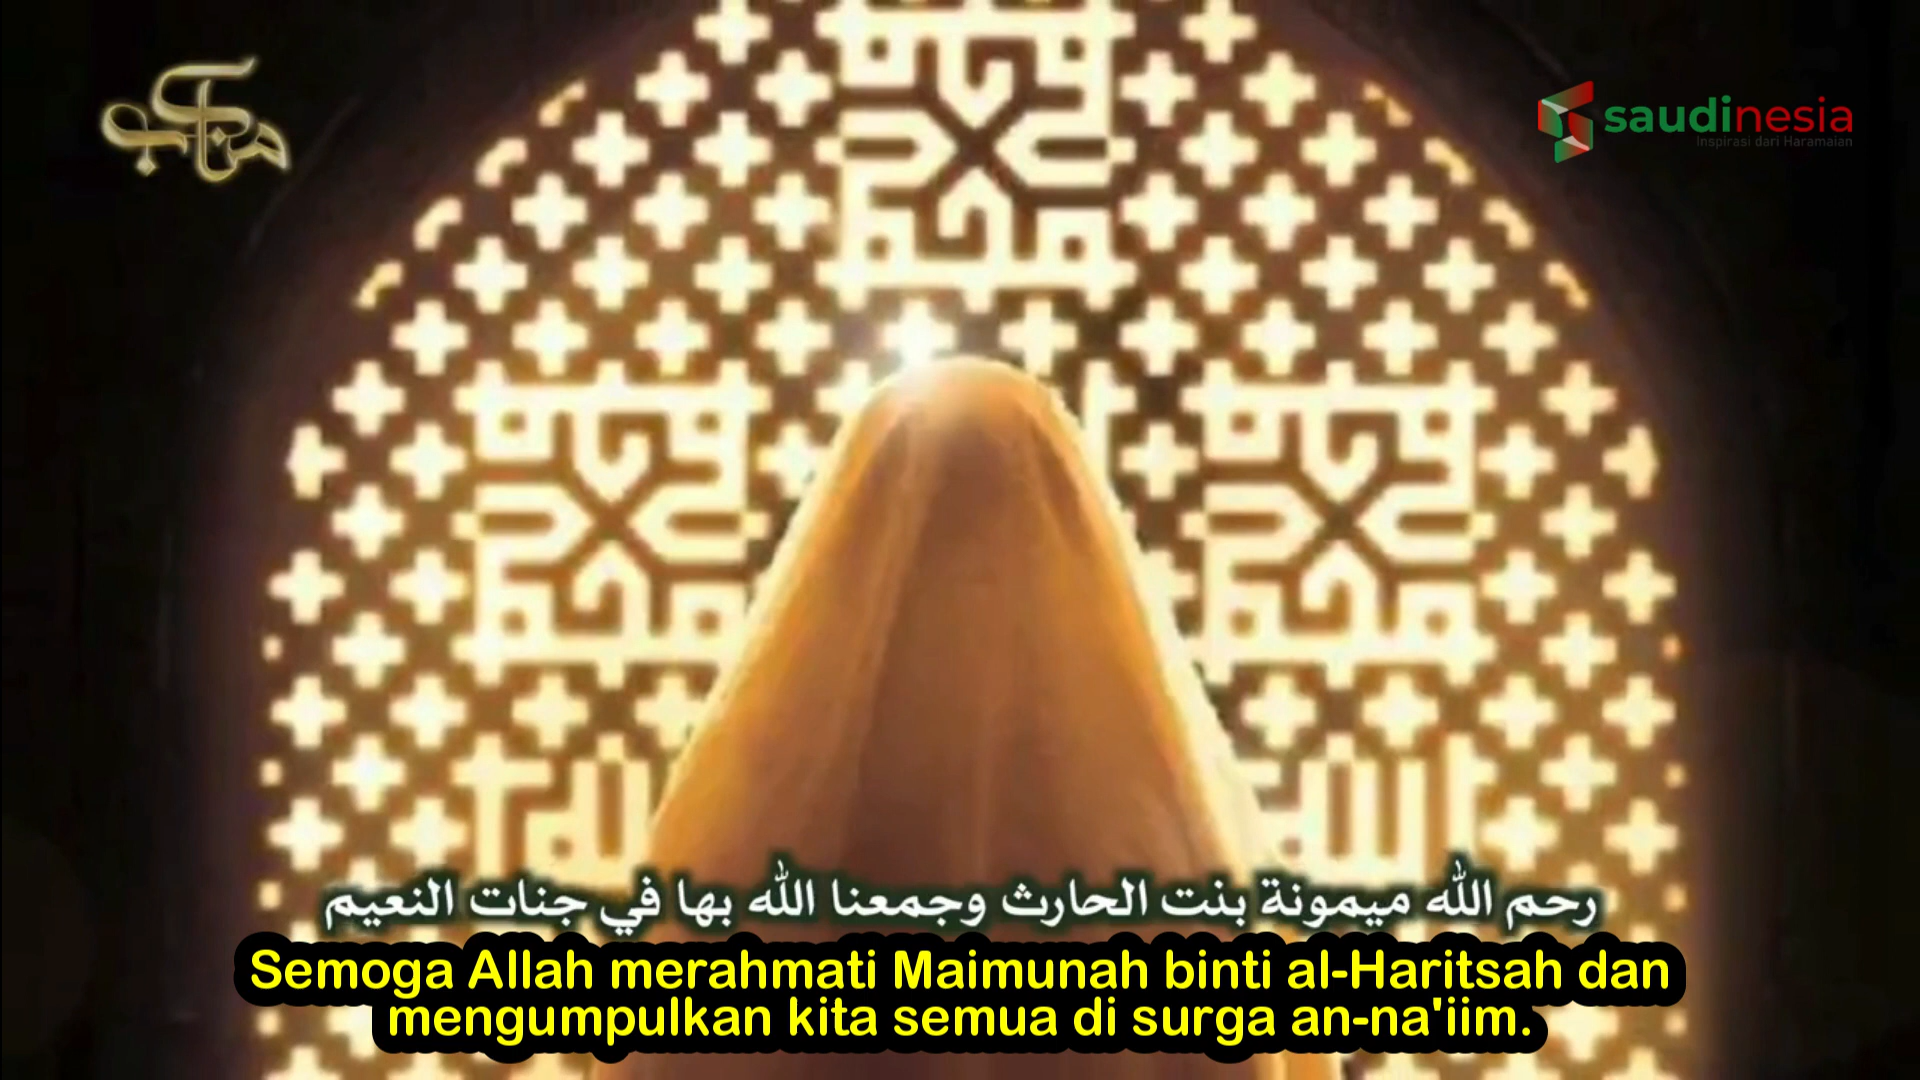 مناقب
saudinesia
Inspirasi dari Haramaian
رحم الله ميمونة بنت الحارث وجمعنا الله بها في جنات النعيم
Semoga Allah merahmati Maimunah binti al-Haritsah dan
mengumpulkan kita semua di surga an-na'iim.